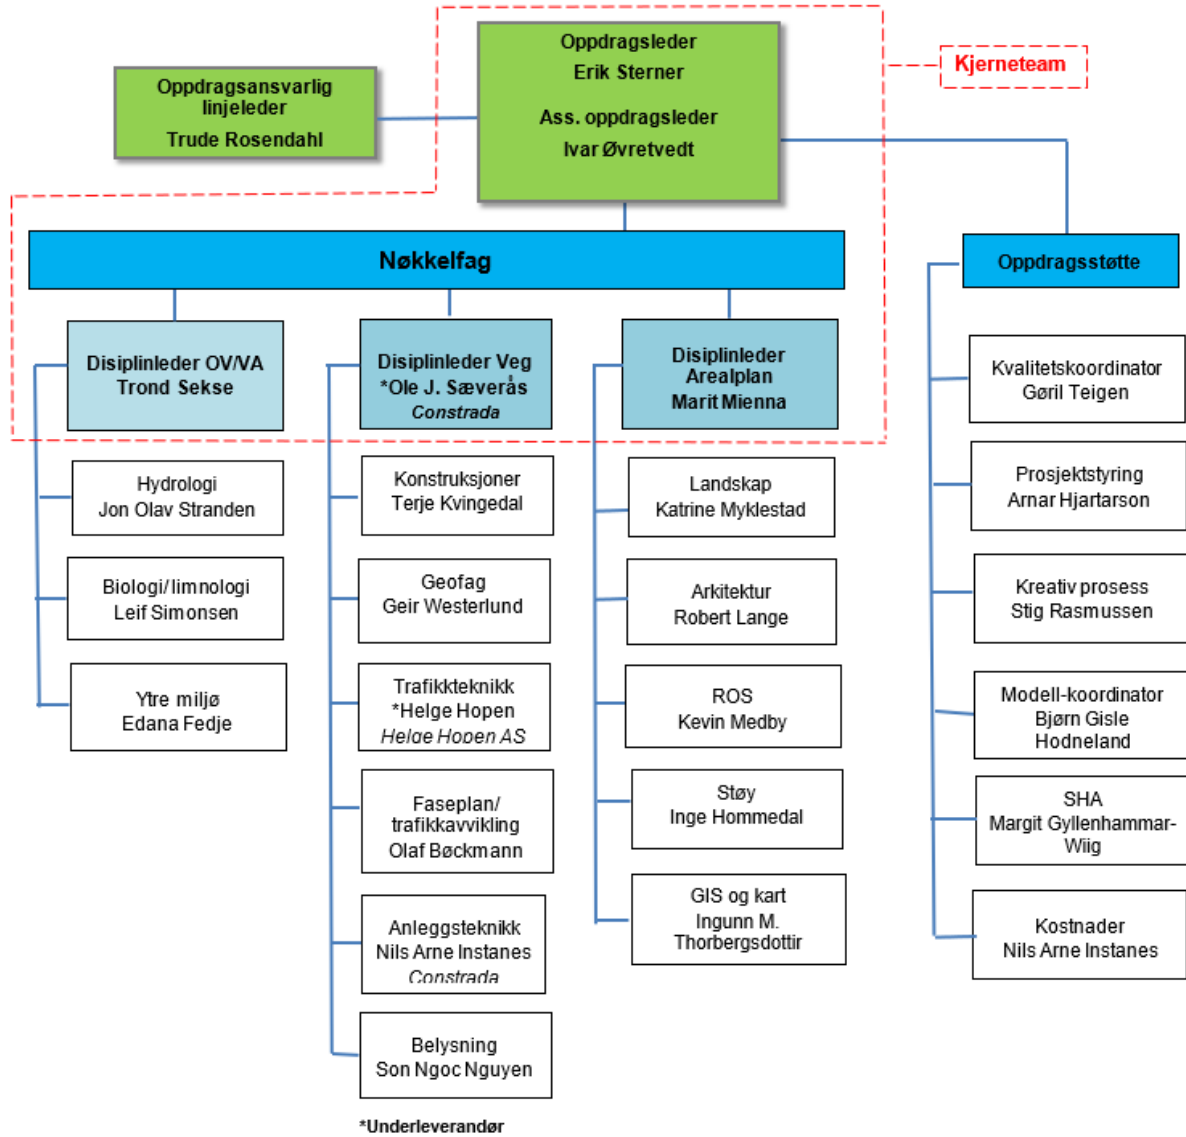 Oppdragsleder
Erik Sterner
Ass. oppdragsleder
Ivar Øvretvedt
Kjerneteam
Oppdragsansvarlig
linjeleder
Trude Rosendahl
Nøkkelfag
Oppdragsstøtte
Disiplinleder OV/VA
Trond Sekse
Hydrologi
Jon Olav Stranden
Biologi/limnologi
Leif Simonsen
Ytre miljø
Edana Fedje
Disiplinleder Veg
*Ole J. Sæverås
Constrada
Konstruksjoner
Terje Kvingedal
Geofag
Geir Westerlund
Trafikkteknikk
*Helge Hopen
Helge Hopen AS
Faseplan/
trafikkavvikling
Olaf Bøckmann
Anleggsteknikk
Nils Arne Instanes
Constrada
Belysning
Son Ngoc Nguyen
*Underleverandør
Disiplinleder
Arealplan
Marit Mienna
Landskap
Katrine Myklestad
Arkitektur
Robert Lange
ROS
Kevin Medby
Støy
Inge Hommedal
GIS og kart
Ingunn M.
Thorbergsdottir
Kvalitetskoordinator
Gøril Teigen
Prosjektstyring
Arnar Hjartarson
Kreativ prosess
Stig Rasmussen
Modell-koordinator
Bjørn Gisle
Hodneland
SHA
Margit Gyllenhammar-
Wiig
Kostnader
Nils Arne Instanes